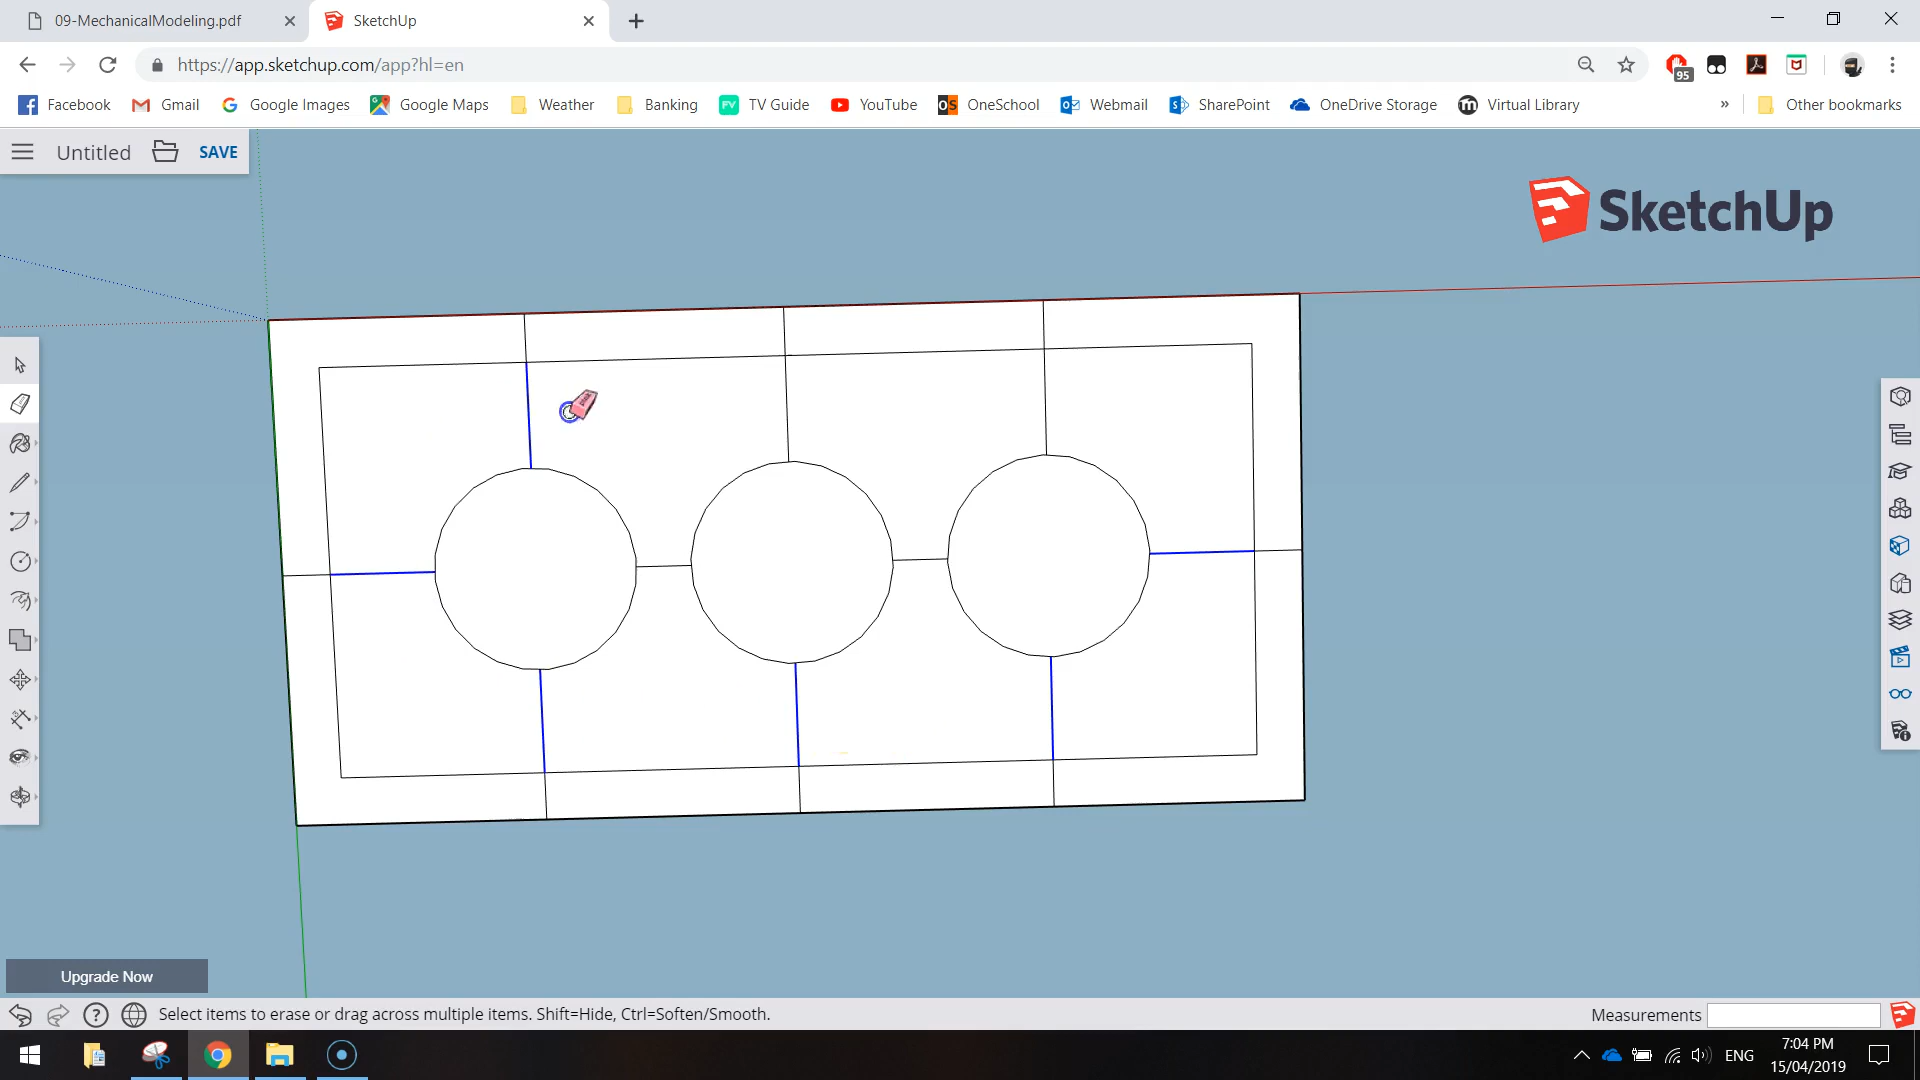 09-MechanicalModeling.pdf
SketchUp
https://app.sketchup.com/app?hl=en
95
Facebook
Gmail
Google Images
Google Maps
Weather
Banking
FV TV Guide
YouTube
OS OneSchool
Webmail
SharePoint
OneDrive Storage
Virtual Library
»
Other bookmarks
Untitled
SAVE
SketchUp
Upgrade Now
Select items to erase or drag across multiple items. Shift=Hide, Ctrl=Soften/Smooth.
Measurements
ENG
7:04 PM
15/04/2019